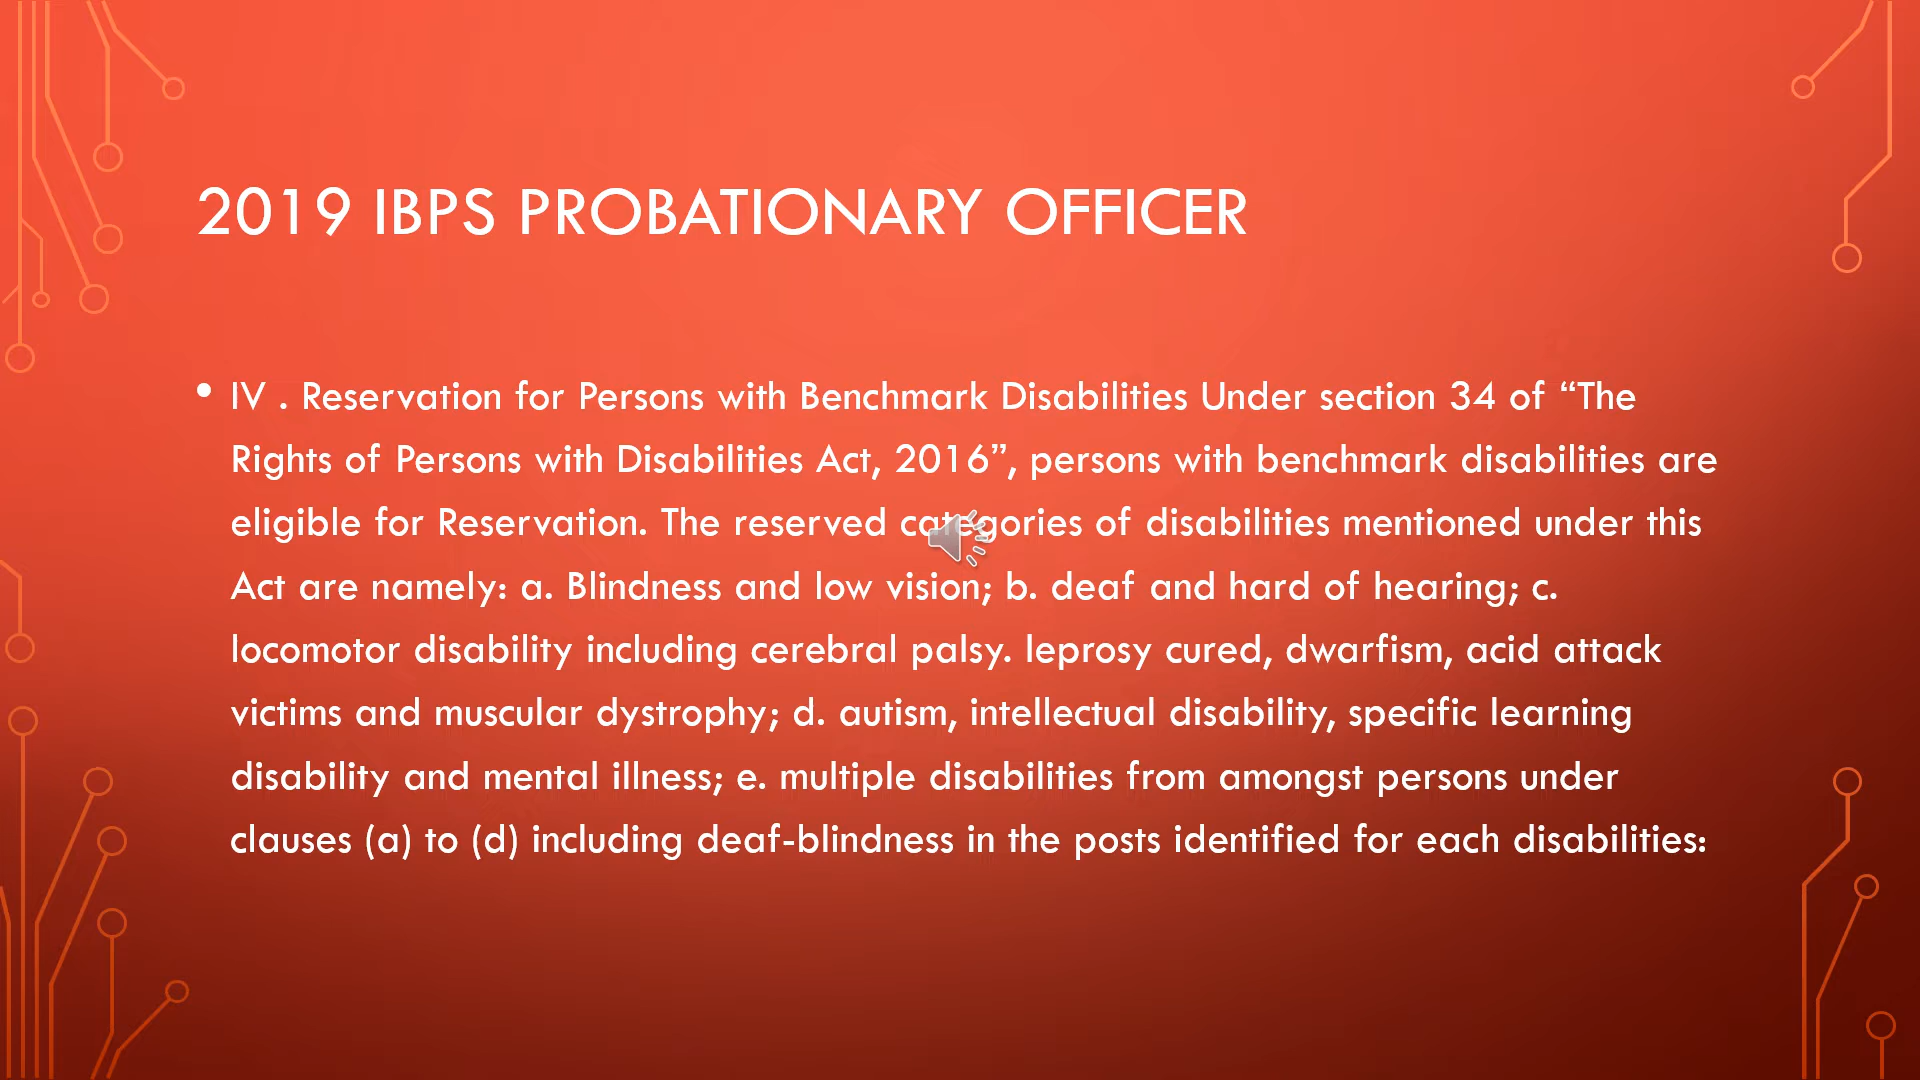 2019 IBPS PROBATIONARY OFFICER
• IV . Reservation for Persons with Benchmark Disabilities Under section 34 of “The
Rights of Persons with Disabilities Act, 2016”, persons with benchmark disabilities are
eligible for Reservation. The reserved categories of disabilities mentioned under this
Act are namely: a. Blindness and low vision; b. deaf and hard of hearing; c.
locomotor disability including cerebral palsy. leprosy cured, dwarfism, acid attack
victims and muscular dystrophy; d. autism, intellectual disability, specific learning
disability and mental illness; e. multiple disabilities from amongst persons under
clauses (a) to (d) including deaf-blindness in the posts identified for each disabilities: